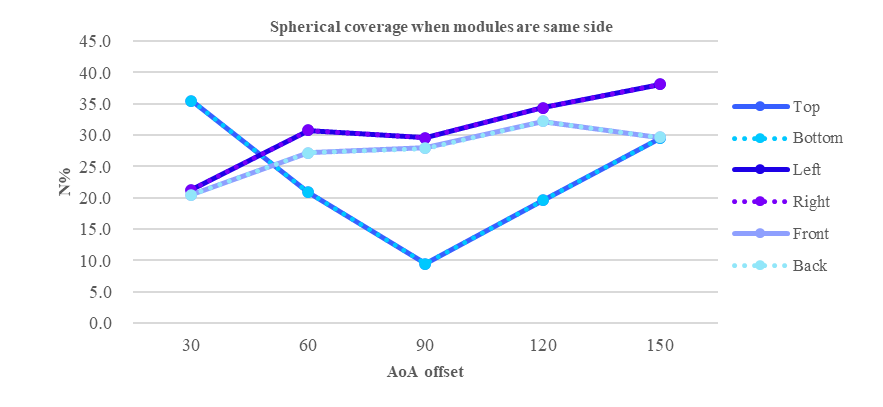 Spherical coverage when modules are same side
45.0
40.0
35.0
30.0
25.0
20.0
15.0
10.0
5.0
0.0
N%
30 60 90 120 150
AoA offset
Top
Bottom
Left
Right
Front
Back